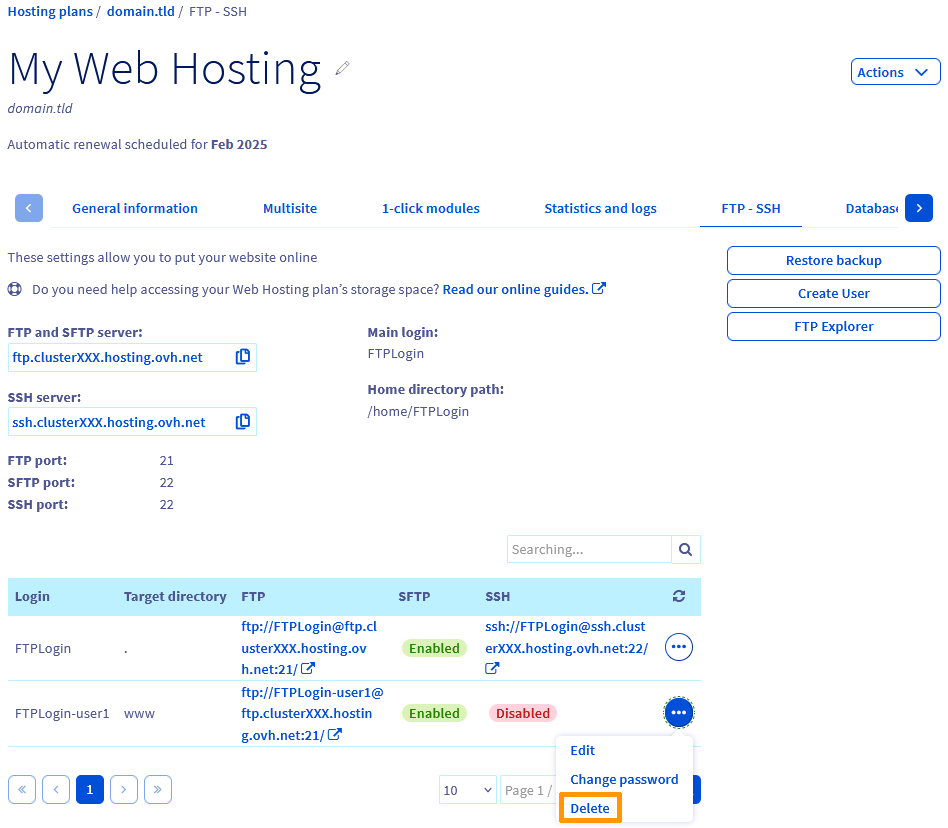 Hosting plans / domain.tld / FTP - SSH
My Web Hosting
Actions
domain.tld
Automatic renewal scheduled for Feb 2025
General information
Multisite
1-click modules
Statistics and logs
FTP - SSH
Database
These settings allow you to put your website online
Do you need help accessing your Web Hosting plan's storage space? Read our online guides.
Restore backup
Create User
FTP Explorer
FTP and SFTP server:
ftp.clusterXXX.hosting.ovh.net
SSH server:
ssh.clusterXXX.hosting.ovh.net
Main login:
FTPLogin
Home directory path:
/home/FTPLogin
FTP port: 21
SFTP port: 22
SSH port: 22
Searching...
Login Target directory FTP SFTP SSH
FTPLogin
.
ftp://FTPLogin@ftp.cl
usterXXX.hosting.ov
h.net:21/
Enabled
ssh://FTPLogin@ssh.clust
erXXX.hosting.ovh.net:22/
FTPLogin-user1
www
ftp://FTPLogin-user1@
ftp.clusterXXX.hostin
g.ovh.net:21/
Enabled
Disabled
Edit
Change password
Delete
« ‹ 1 › »
10
Page 1 /